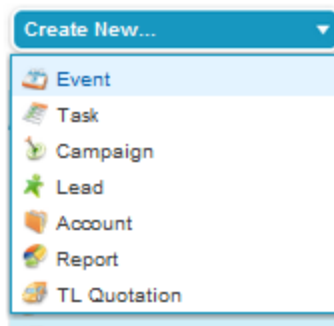 Create New...
Event
Task
Campaign
Lead
Account
Report
TL Quotation